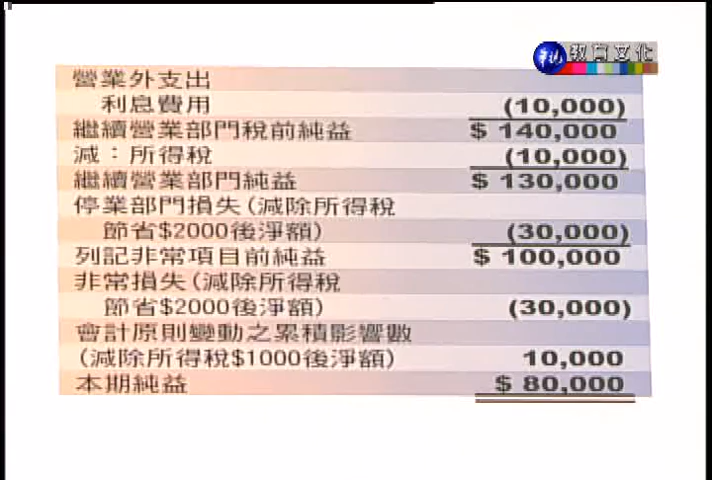 華視 教育文化
營業外支出
利息費用 (10,000)
繼續營業部門稅前純益 $ 140,000
減：所得稅 (10,000)
繼續營業部門純益 $ 130,000
停業部門損失(減除所得稅
節省$2000後淨額) (30,000)
列記非常項目前純益 $ 100,000
非常損失(減除所得稅
節省$2000後淨額) (30,000)
會計原則變動之累積影響數
(減除所得稅$1000後淨額) 10,000
本期純益 $ 80,000